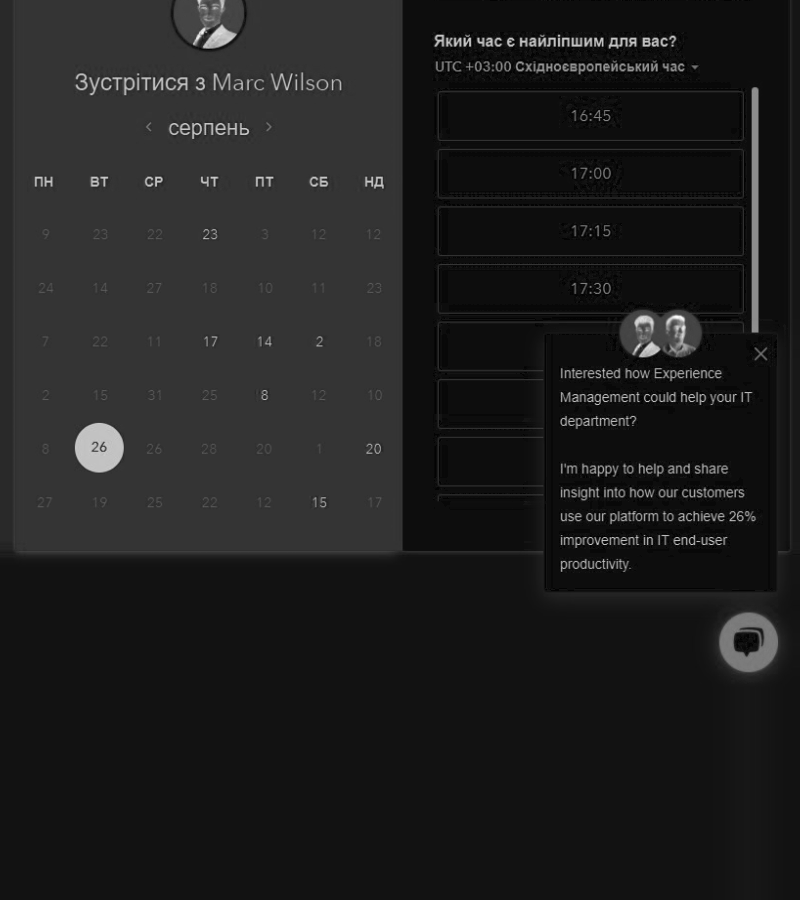 Зустрітися з Marc Wilson
серпень
ПН ВТ СР ЧТ ПТ СБ НД
9 23 22 23 3 12 12
24 14 27 18 10 11 23
7 22 11 17 14 2 18
2 15 31 25 8 12 10
8 26 26 28 20 1 20
27 19 25 22 12 15 17
Який час є найліпшим для вас?
UTC +03:00 Східноєвропейський час
16:45
17:00
17:15
17:30
Interested how Experience
Management could help your IT
department?
I'm happy to help and share
insight into how our customers
use our platform to achieve 26%
improvement in IT end-user
productivity.